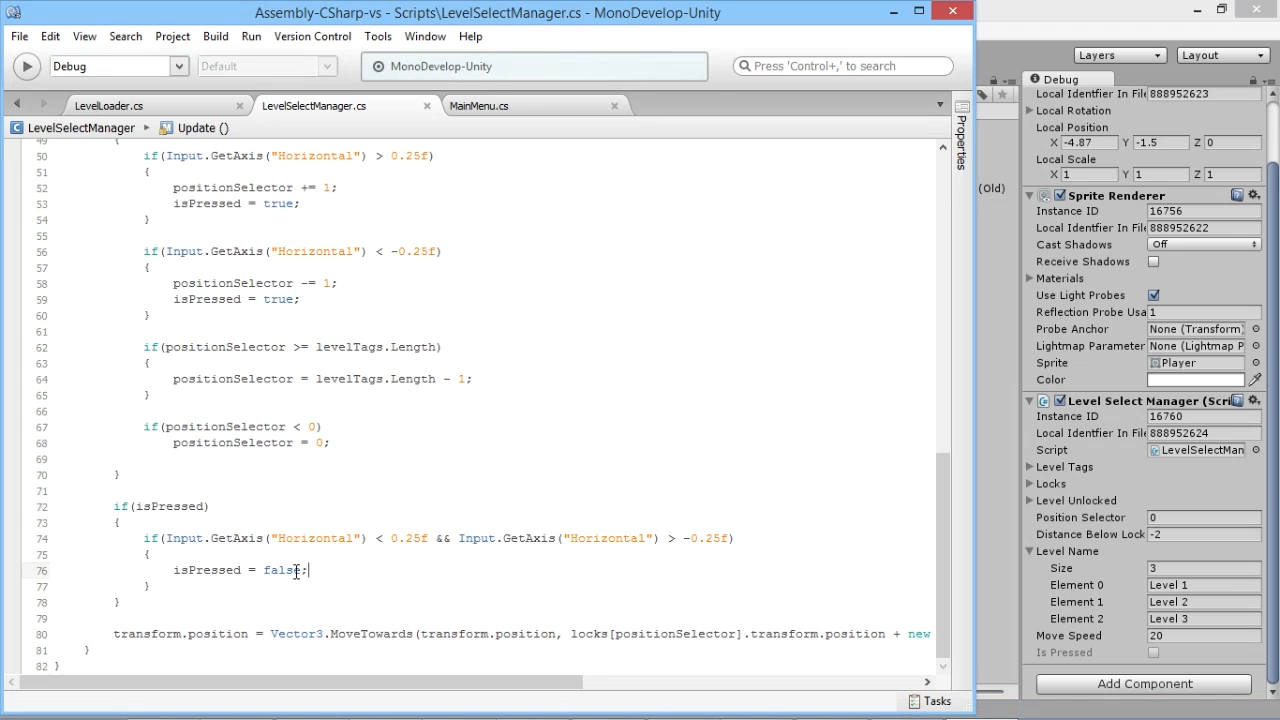 Assembly-CSharp-vs - Scripts\LevelSelectManager.cs - MonoDevelop-Unity
File Edit View Search Project Build Run Version Control Tools Window Help
Debug Default MonoDevelop-Unity Press 'Control+,' to search
LevelLoader.cs LevelSelectManager.cs MainMenu.cs
LevelSelectManager Update ()
49 {
50 if(Input.GetAxis("Horizontal") > 0.25f)
51 {
52 positionSelector += 1;
53 isPressed = true;
54 }
55
56 if(Input.GetAxis("Horizontal") < -0.25f)
57 {
58 positionSelector -= 1;
59 isPressed = true;
60 }
61
62 if(positionSelector >= levelTags.Length)
63 {
64 positionSelector = levelTags.Length - 1;
65 }
66
67 if(positionSelector < 0)
68 positionSelector = 0;
69
70 }
71
72 if(isPressed)
73 {
74 if(Input.GetAxis("Horizontal") < 0.25f && Input.GetAxis("Horizontal") > -0.25f)
75 {
76 isPressed = false;
77 }
78 }
79
80 transform.position = Vector3.MoveTowards(transform.position, locks[positionSelector].transform.position + new
81 }
82 }
Properties
Tasks
(Old)
Layers Layout
Debug
Local Identfier In File 888952623
Local Rotation
Local Position
X -4.87 Y -1.5 Z 0
Local Scale
X 1 Y 1 Z 1
Sprite Renderer
Instance ID 16756
Local Identfier In File 888952622
Cast Shadows Off
Receive Shadows
Materials
Use Light Probes
Reflection Probe Usa 1
Probe Anchor None (Transform)
Lightmap Parameter None (Lightmap P
Sprite Player
Color
Level Select Manager (Scri
Instance ID 16760
Local Identfier In File 888952624
Script LevelSelectMan
Level Tags
Locks
Level Unlocked
Position Selector 0
Distance Below Lock -2
Level Name
Size 3
Element 0 Level 1
Element 1 Level 2
Element 2 Level 3
Move Speed 20
Is Pressed
Add Component